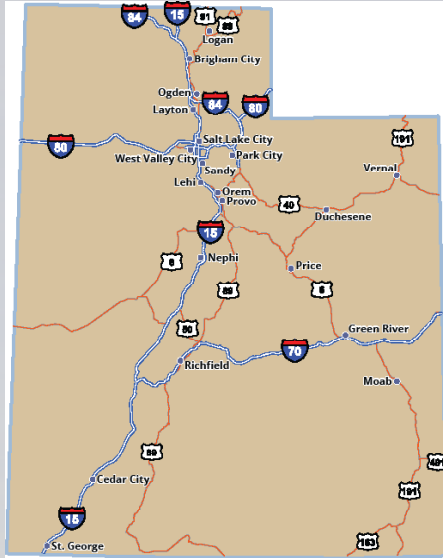 84
15
91
89
Logan
Brigham City
Ogden
84
80
Layton
191
Salt Lake City
80
West Valley City
Park City
Sandy
Vernal
Lehi
Orem
Provo
40
Duchesene
15
Nephi
6
Price
89
6
50
Green River
70
Richfield
Moab
89
Cedar City
191
15
163
St. George